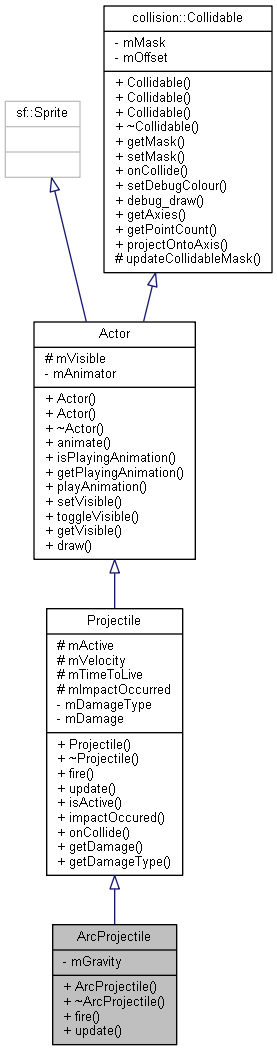 collision::Collidable
- mMask
- mOffset
+ Collidable()
+ Collidable()
+ Collidable()
+ ~Collidable()
+ getMask()
+ setMask()
+ onCollide()
+ setDebugColour()
+ debug_draw()
+ getAxies()
+ getPointCount()
+ projectOntoAxis()
# updateCollidableMask()
sf::Sprite
Actor
# mVisible
- mAnimator
+ Actor()
+ Actor()
+ ~Actor()
+ animate()
+ isPlayingAnimation()
+ getPlayingAnimation()
+ playAnimation()
+ setVisible()
+ toggleVisible()
+ getVisible()
+ draw()
Projectile
# mActive
# mVelocity
# mTimeToLive
# mImpactOccurred
- mDamageType
- mDamage
+ Projectile()
+ ~Projectile()
+ fire()
+ update()
+ isActive()
+ impactOccured()
+ onCollide()
+ getDamage()
+ getDamageType()
ArcProjectile
- mGravity
+ ArcProjectile()
+ ~ArcProjectile()
+ fire()
+ update()